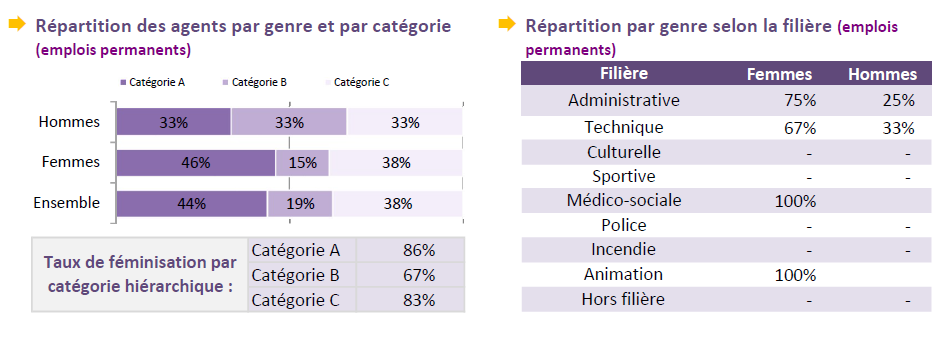 Répartition des agents par genre et par catégorie
(emplois permanents)
Catégorie A Catégorie B Catégorie C
Hommes 33% 33% 33%
Femmes 46% 15% 38%
Ensemble 44% 19% 38%
Taux de féminisation par
catégorie hiérarchique :
Catégorie A 86%
Catégorie B 67%
Catégorie C 83%
Répartition par genre selon la filière (emplois
permanents)
Filière Femmes Hommes
Administrative 75% 25%
Technique 67% 33%
Culturelle - -
Sportive - -
Médico-sociale 100%
Police - -
Incendie - -
Animation 100%
Hors filière - -